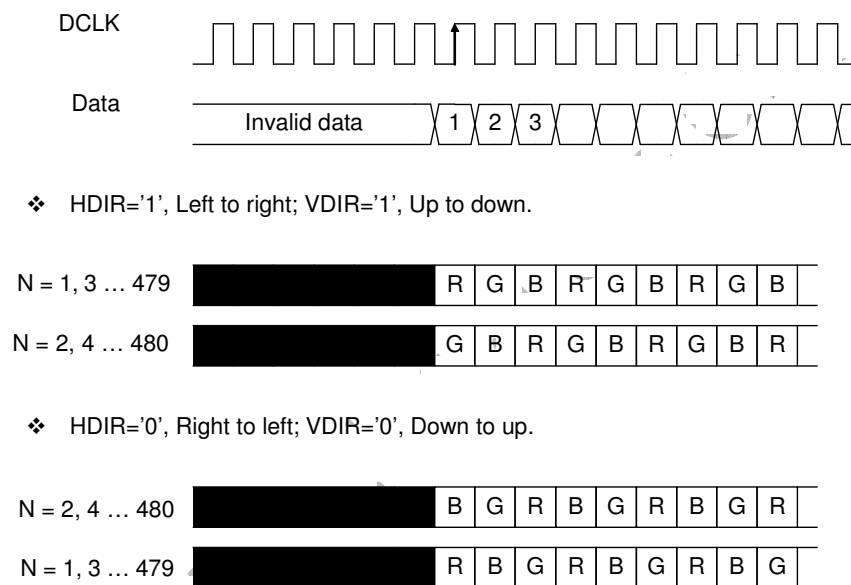 DCLK
Data
Invalid data 1 2 3
❖ HDIR='1', Left to right; VDIR='1', Up to down.
N = 1, 3 … 479 R G B R G B R G B
N = 2, 4 … 480 G B R G B R G B R
❖ HDIR='0', Right to left; VDIR='0', Down to up.
N = 2, 4 … 480 B G R B G R B G R
N = 1, 3 … 479 R B G R B G R B G